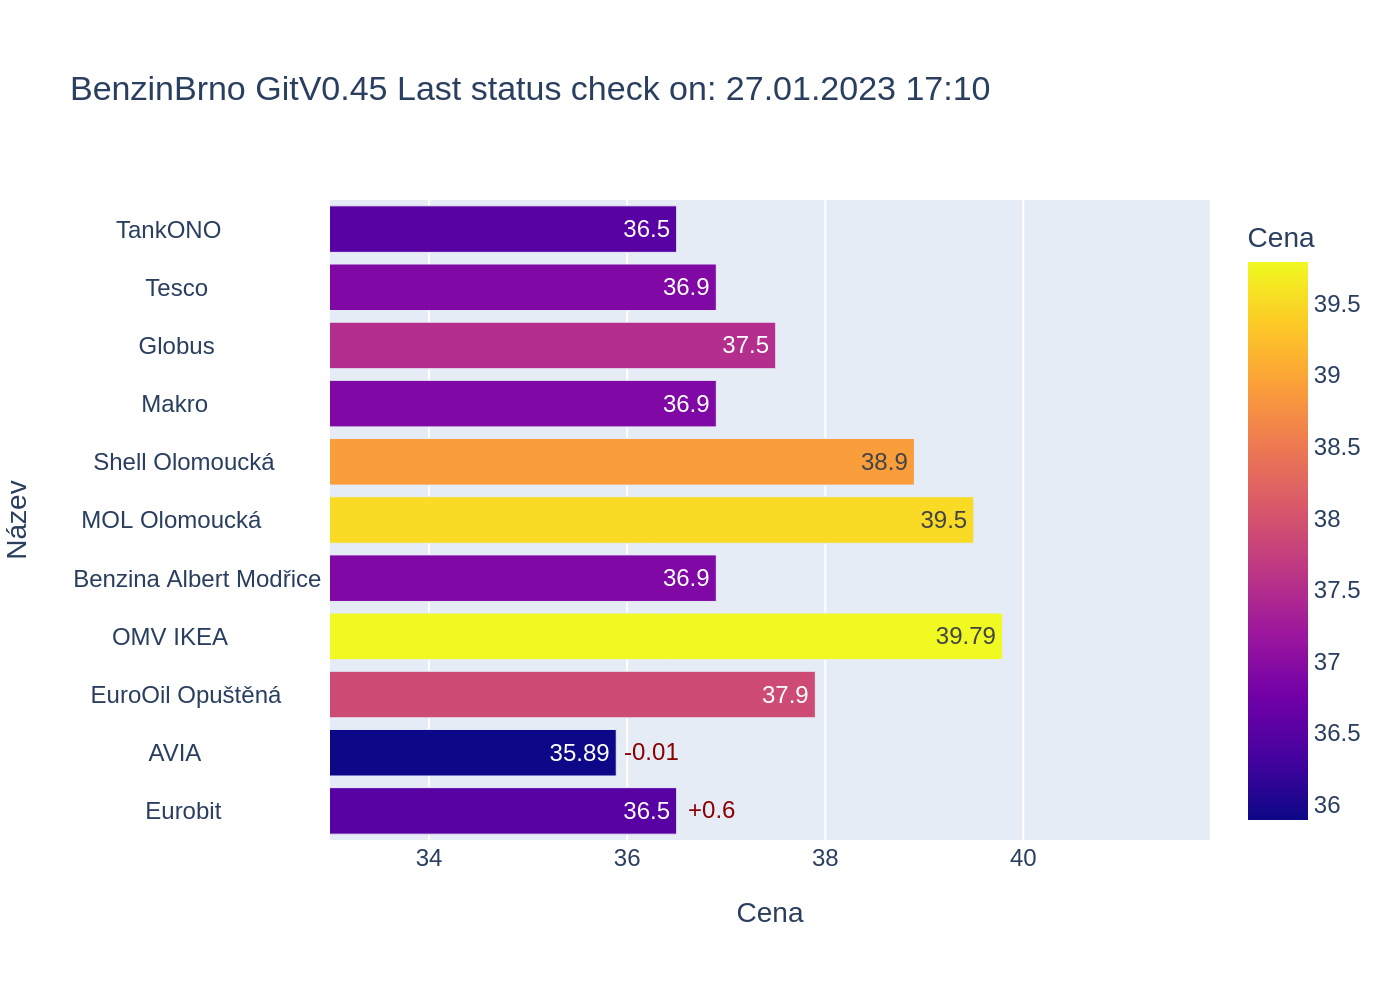 BenzinBrno GitV0.45 Last status check on: 27.01.2023 17:10
Název
TankONO 36.5
Tesco 36.9
Globus 37.5
Makro 36.9
Shell Olomoucká 38.9
MOL Olomoucká 39.5
Benzina Albert Modřice 36.9
OMV IKEA 39.79
EuroOil Opuštěná 37.9
AVIA 35.89 -0.01
Eurobit 36.5 +0.6
34 36 38 40
Cena
Cena
39.5
39
38.5
38
37.5
37
36.5
36